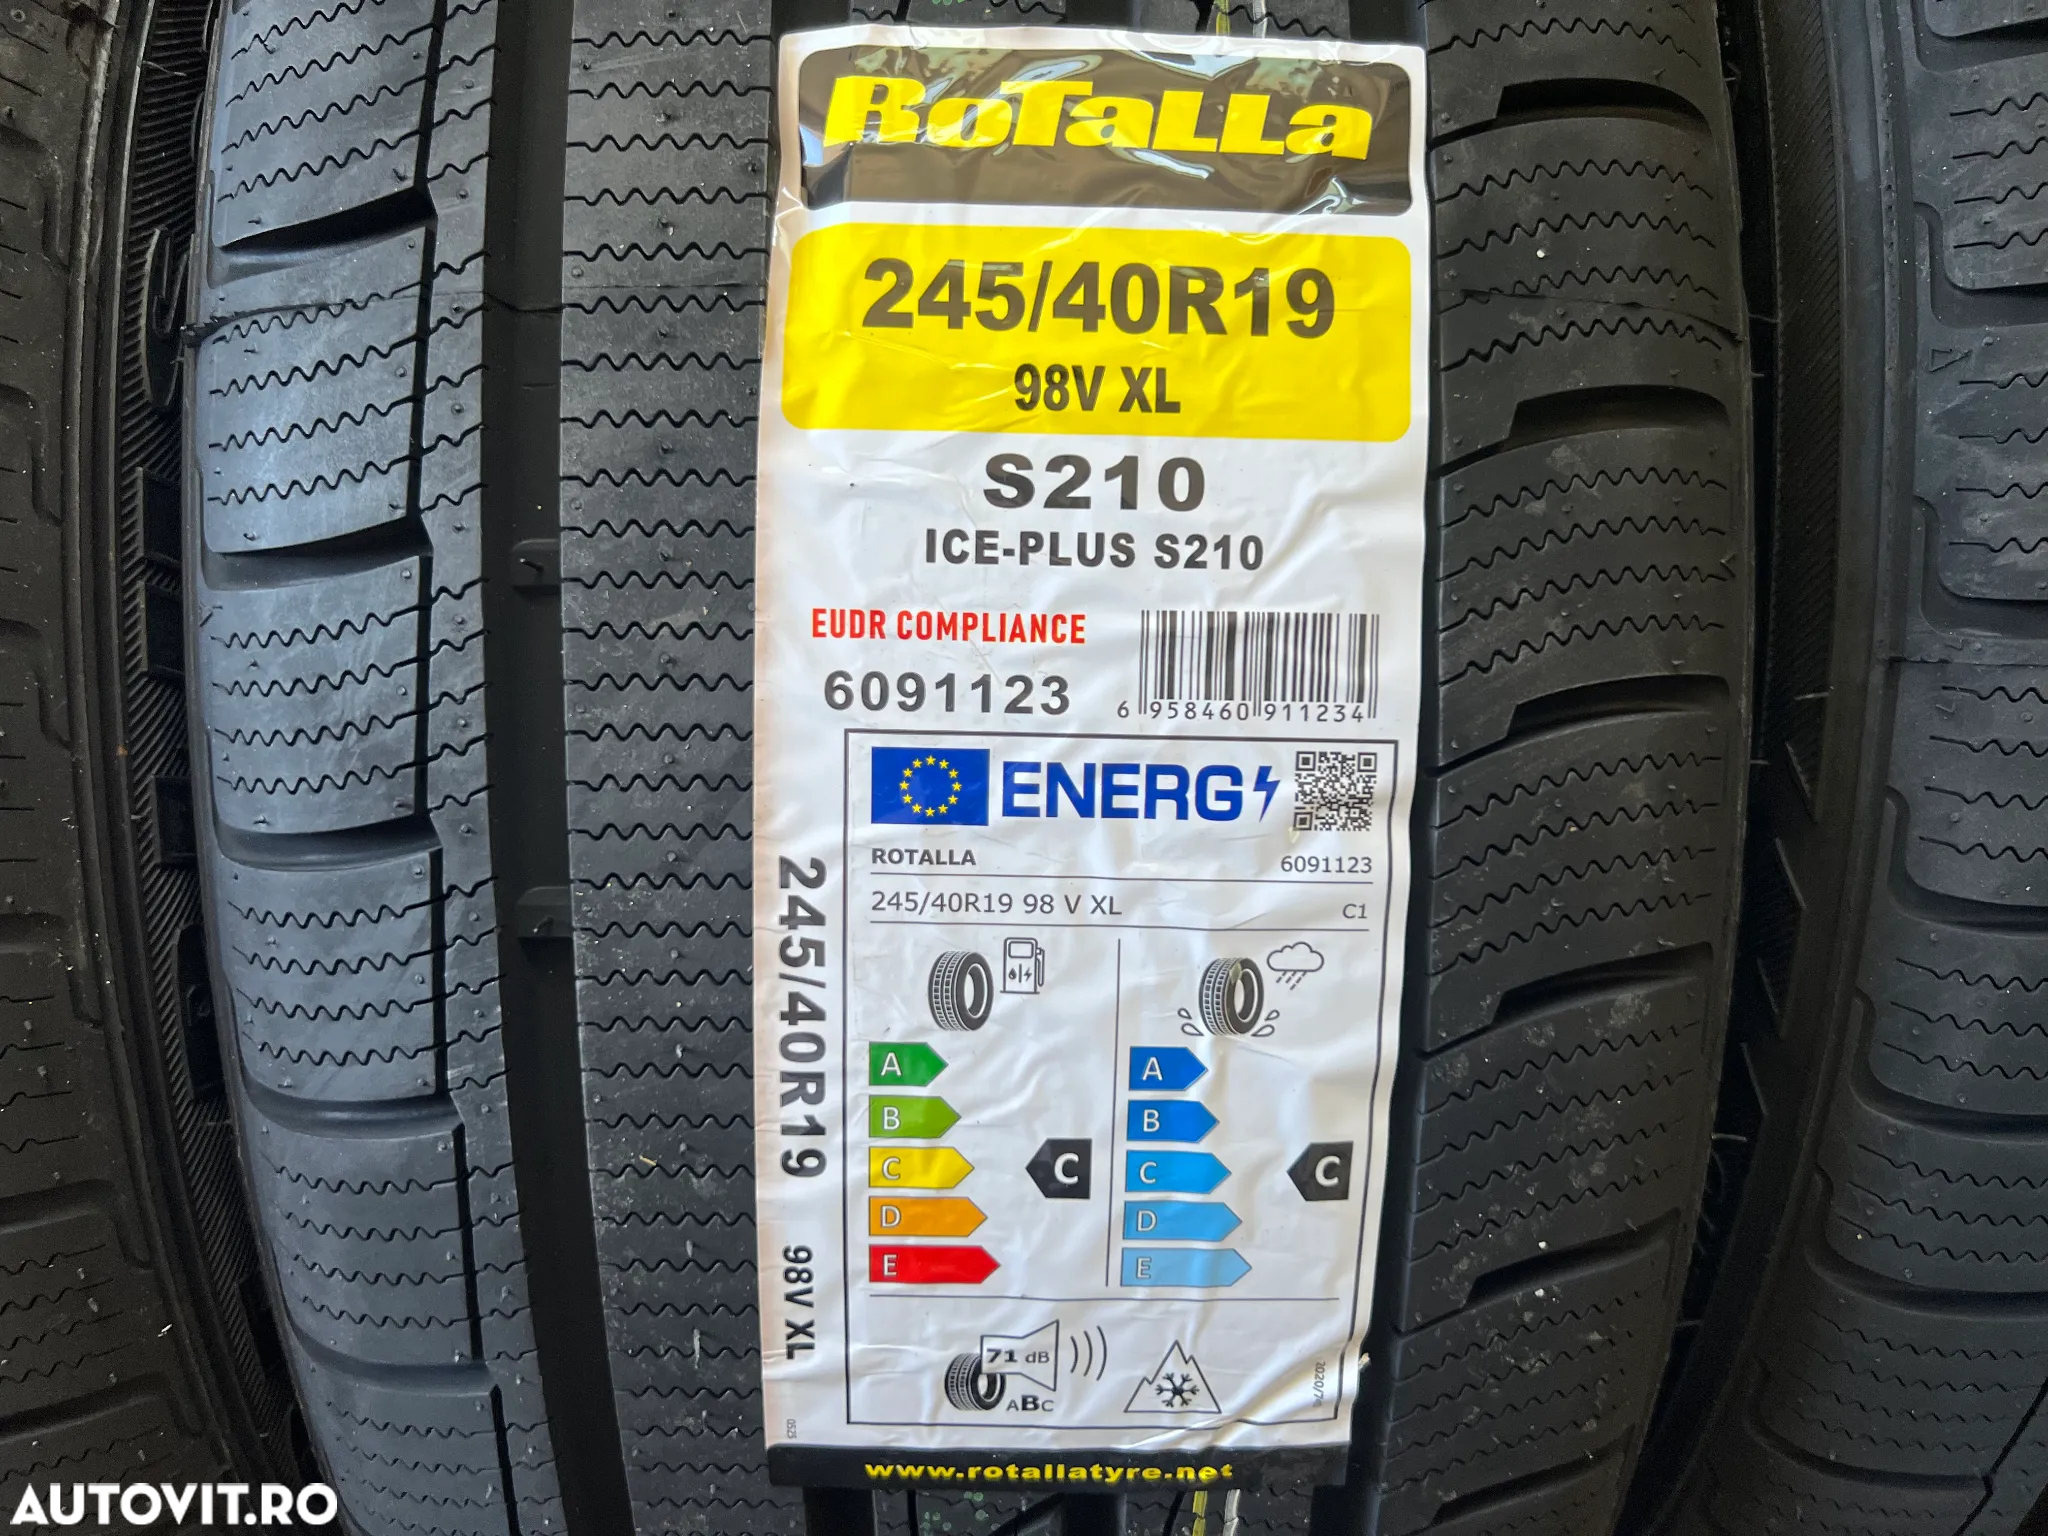 RoTaLLa
245/40R19
98V XL
S210
ICE-PLUS S210
EUDR COMPLIANCE
6091123
6 958460 911234
ENERG
ROTALLA
6091123
245/40R19 98 V XL
C1
A
B
C
D
E
C
A
B
C
D
E
C
71 dB
ABC
245/40R19 98V XL
0525
www.rotallatyre.net
AUTOVIT.RO